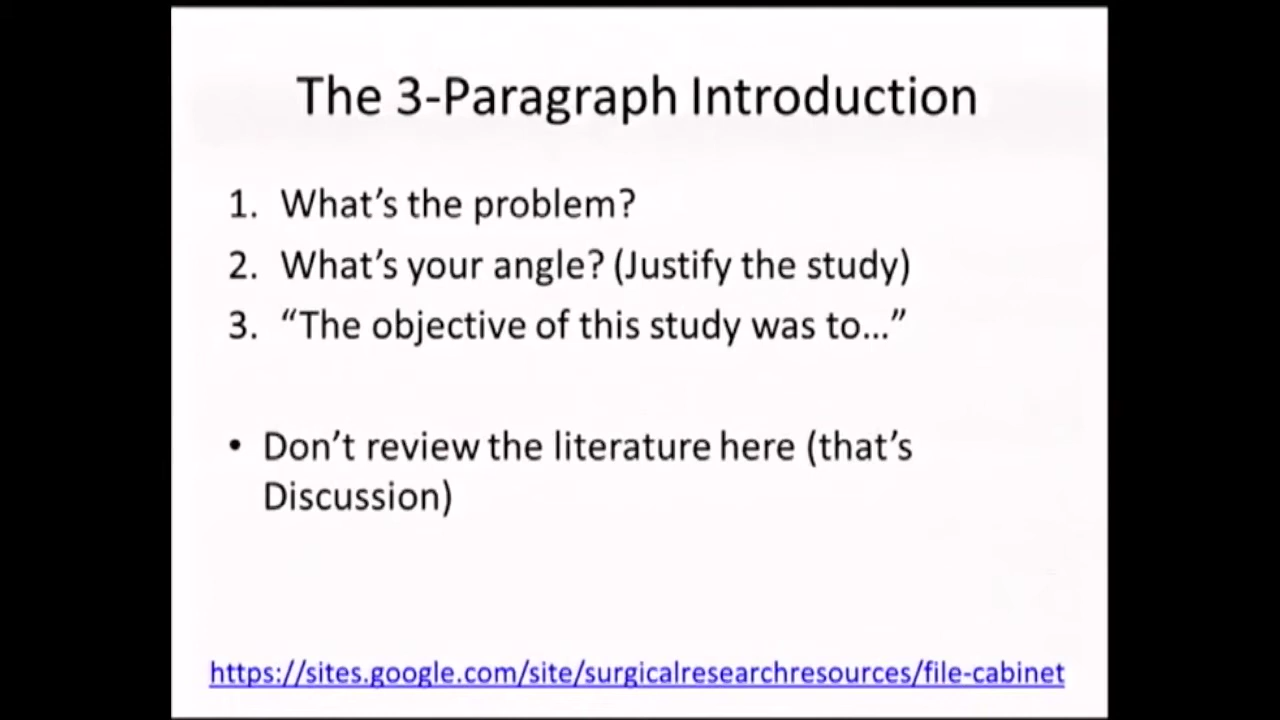 The 3-Paragraph Introduction
1. What’s the problem?
2. What’s your angle? (Justify the study)
3. “The objective of this study was to…”
• Don’t review the literature here (that’s
Discussion)
https://sites.google.com/site/surgicalresearchresources/file-cabinet